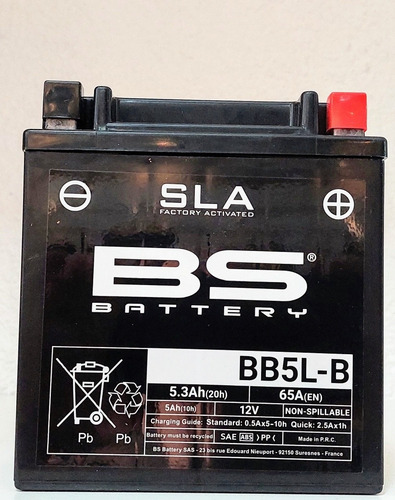 SLA
FACTORY ACTIVATED
BS®
BATTERY
BB5L-B
5.3Ah(20h) 65A(EN)
5Ah(10h) 12V NON-SPILLABLE
Charging Guide: Standard: 0.5Ax5-10h Quick: 2.5Ax1h
Battery must be recycled SAE ABS ) PP ( Made in P.R.C.
Pb Pb
BS Battery SAS - 23 bis rue Edouard Nieuport - 92150 Suresnes - France